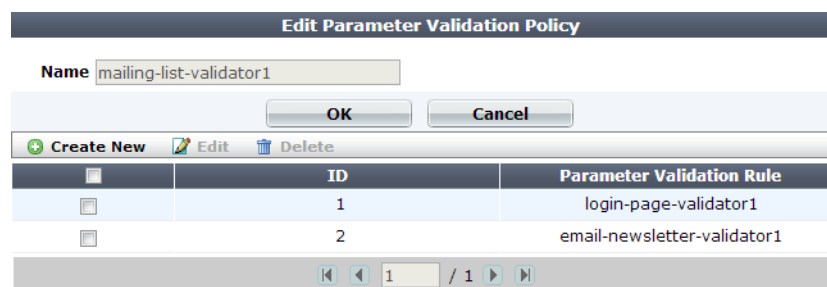 Edit Parameter Validation Policy
Name mailing-list-validator1
OK Cancel
Create New Edit Delete
ID Parameter Validation Rule
1 login-page-validator1
2 email-newsletter-validator1
1 / 1